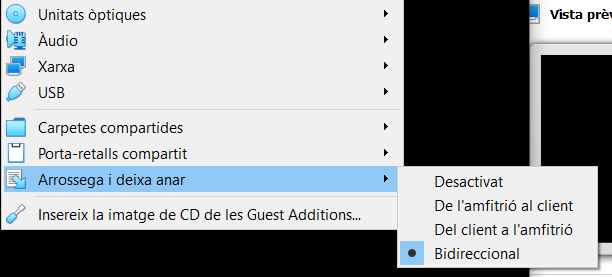 Unitats òptiques
Àudio
Xarxa
USB
Carpetes compartides
Porta-retalls compartit
Arrossega i deixa anar
Insereix la imatge de CD de les Guest Additions...
Desactivat
De l'amfitrió al client
Del client a l'amfitrió
Bidireccional
Vista prèv